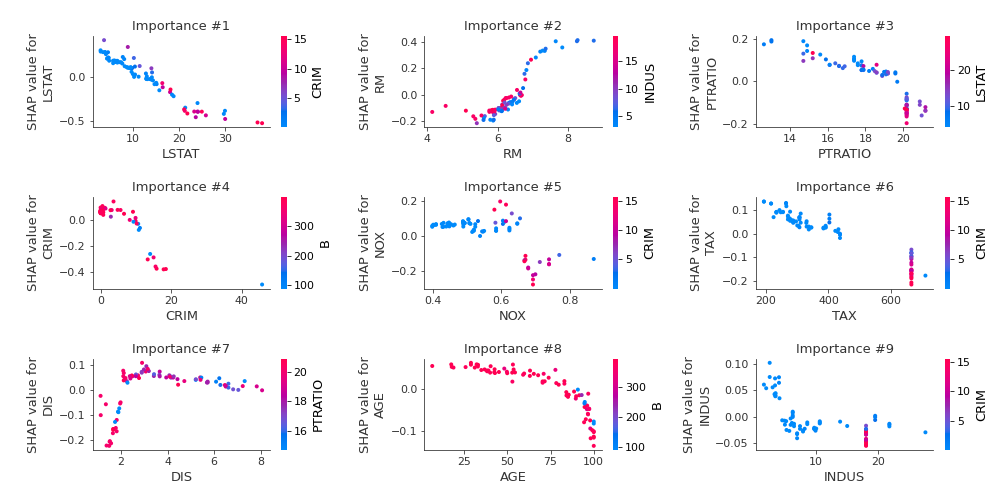 Importance #1
SHAP value for
LSTAT
0.0
−0.5
10
20
30
LSTAT
15
10
5
CRIM
Importance #2
SHAP value for
RM
0.4
0.2
0.0
−0.2
4
6
8
RM
15
10
5
INDUS
Importance #3
SHAP value for
PTRATIO
0.2
0.0
−0.2
14
16
18
20
PTRATIO
20
10
LSTAT
Importance #4
SHAP value for
CRIM
0.0
−0.2
−0.4
0
20
40
CRIM
300
200
100
B
Importance #5
SHAP value for
NOX
0.2
0.0
−0.2
0.4
0.6
0.8
NOX
15
10
5
CRIM
Importance #6
SHAP value for
TAX
0.1
0.0
−0.1
−0.2
200
400
600
TAX
15
10
5
CRIM
Importance #7
SHAP value for
DIS
0.1
0.0
−0.1
−0.2
2
4
6
8
DIS
20
18
16
PTRATIO
Importance #8
SHAP value for
AGE
0.0
−0.1
25
50
75
100
AGE
300
200
100
B
Importance #9
SHAP value for
INDUS
0.10
0.05
0.00
−0.05
10
20
INDUS
15
10
5
CRIM